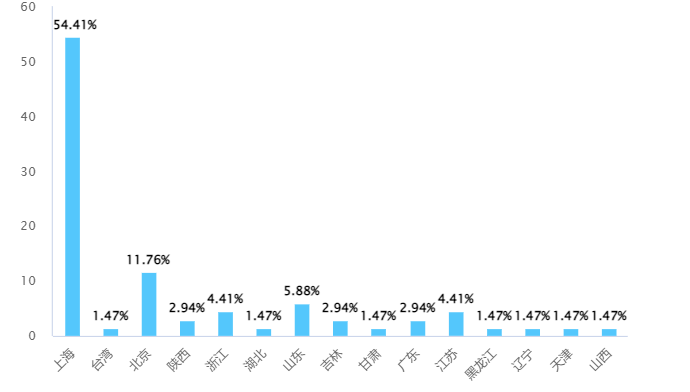 60
50
40
30
20
10
0
54.41%
1.47%
11.76%
2.94%
4.41%
1.47%
5.88%
2.94%
1.47%
2.94%
4.41%
1.47%
1.47%
1.47%
1.47%
上海
台湾
北京
陕西
浙江
湖北
山东
吉林
甘肃
广东
江苏
黑龙江
辽宁
天津
山西